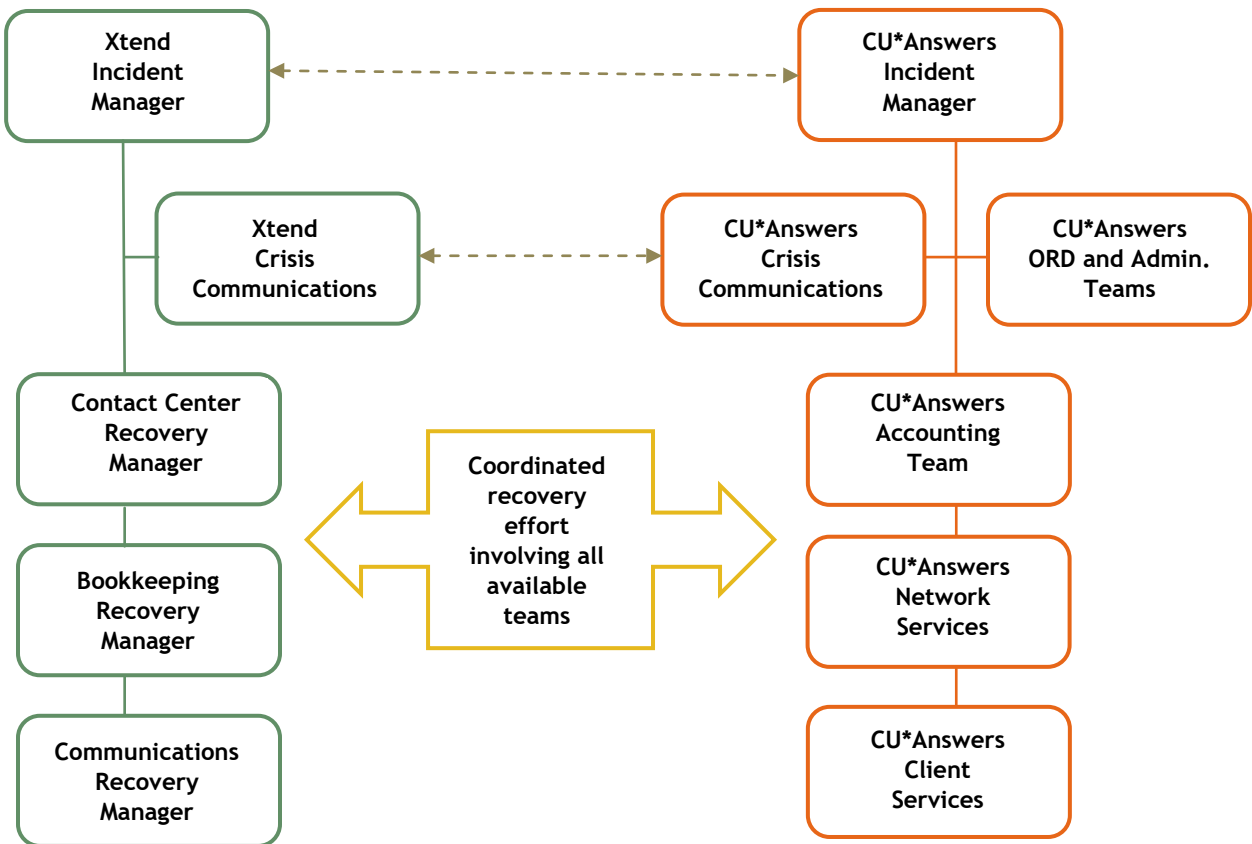 Xtend
Incident
Manager
CU*Answers
Incident
Manager
Xtend
Crisis
Communications
CU*Answers
Crisis
Communications
CU*Answers
ORD and Admin.
Teams
Contact Center
Recovery
Manager
Coordinated
recovery
effort
involving all
available
teams
CU*Answers
Accounting
Team
Bookkeeping
Recovery
Manager
CU*Answers
Network
Services
Communications
Recovery
Manager
CU*Answers
Client
Services